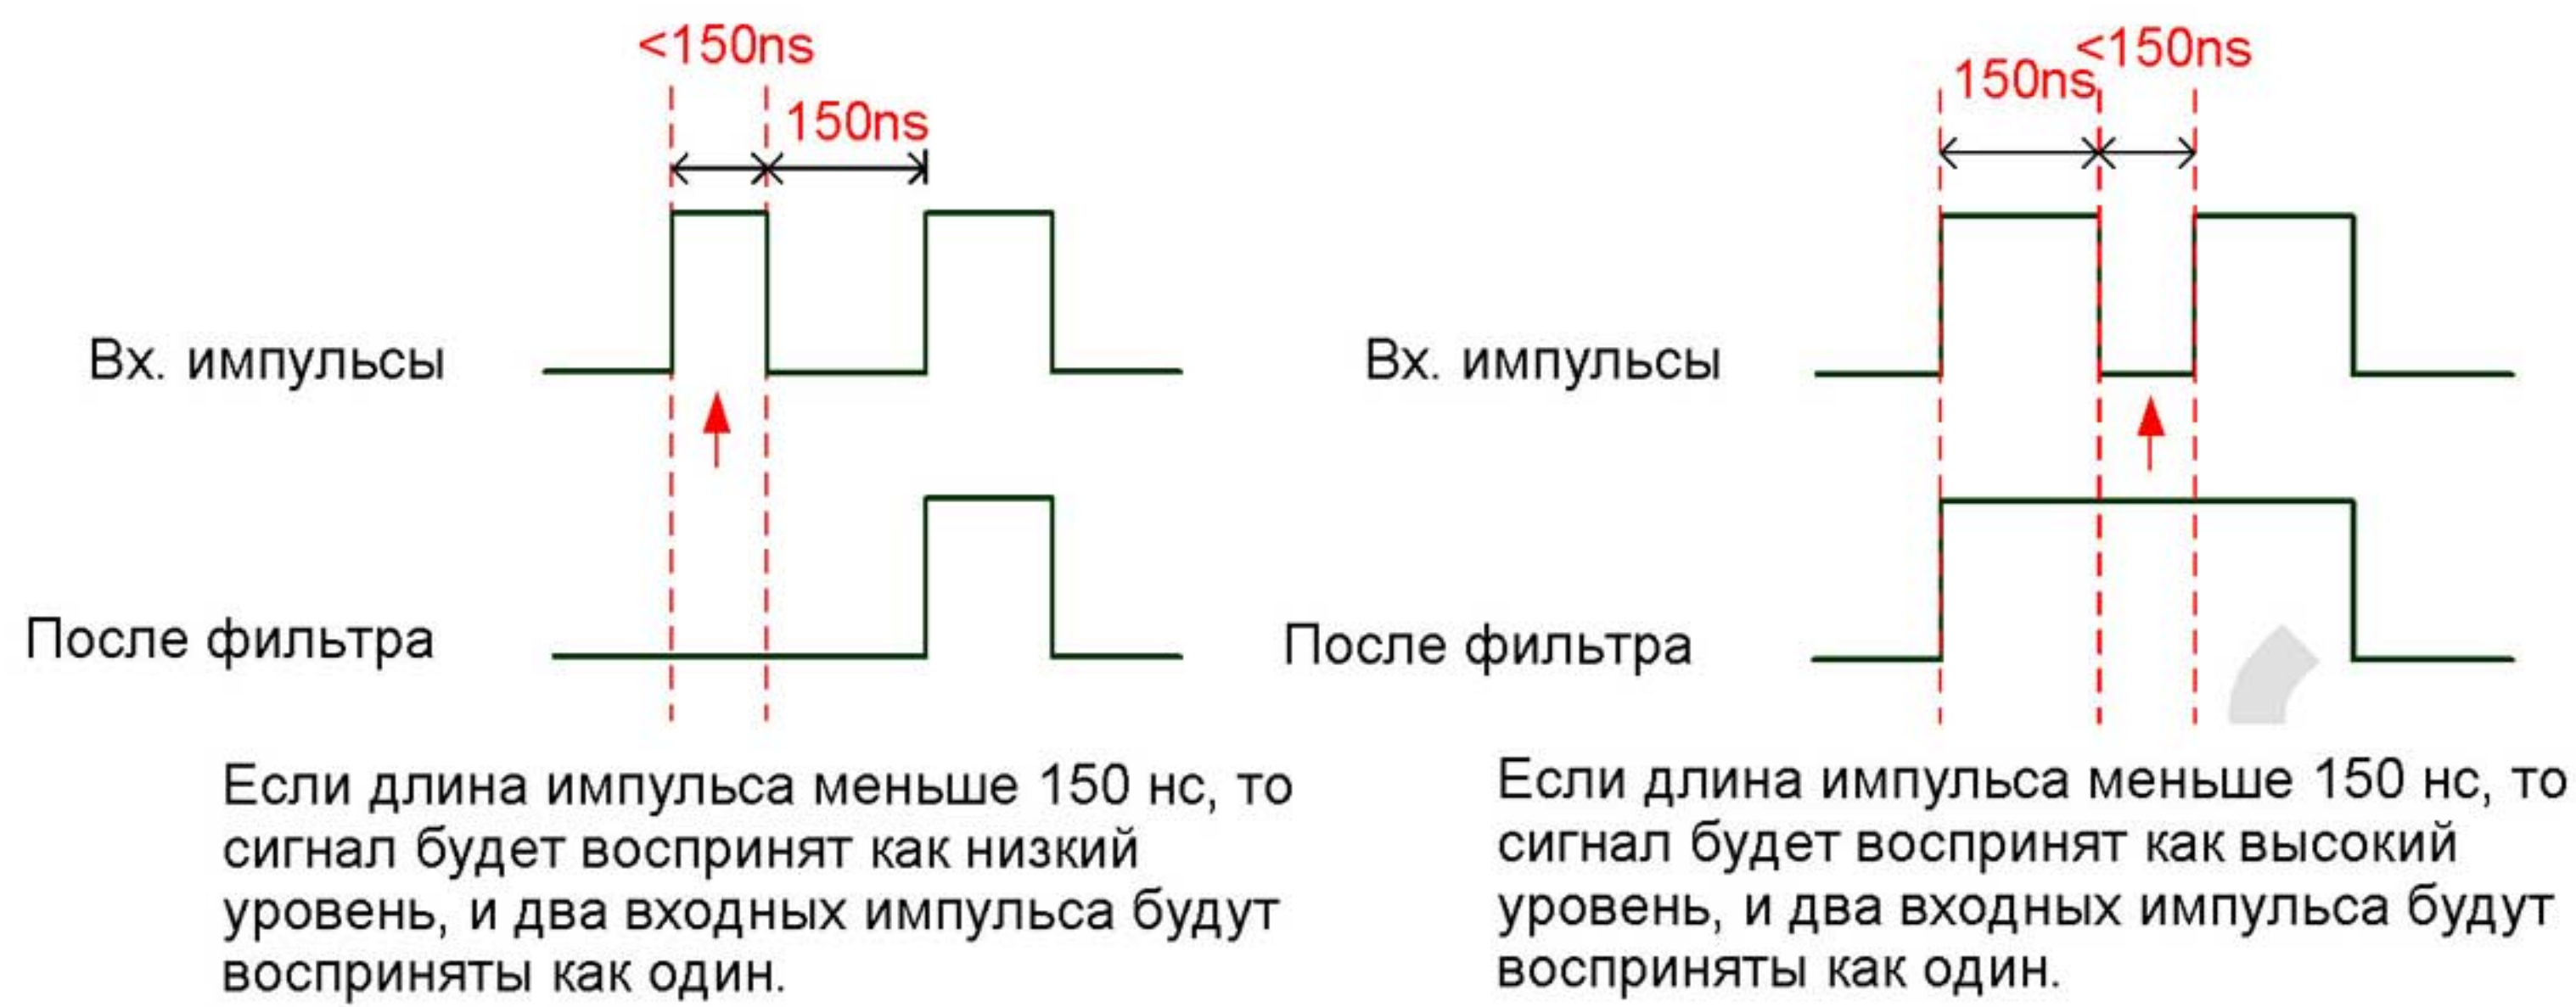 <150ns
150ns
Вх. импульсы
После фильтра
Если длина импульса меньше 150 нс, то
сигнал будет воспринят как низкий
уровень, и два входных импульса будут
восприняты как один.
150ns
<150ns
Вх. импульсы
После фильтра
Если длина импульса меньше 150 нс, то
сигнал будет воспринят как высокий
уровень, и два входных импульса будут
восприняты как один.